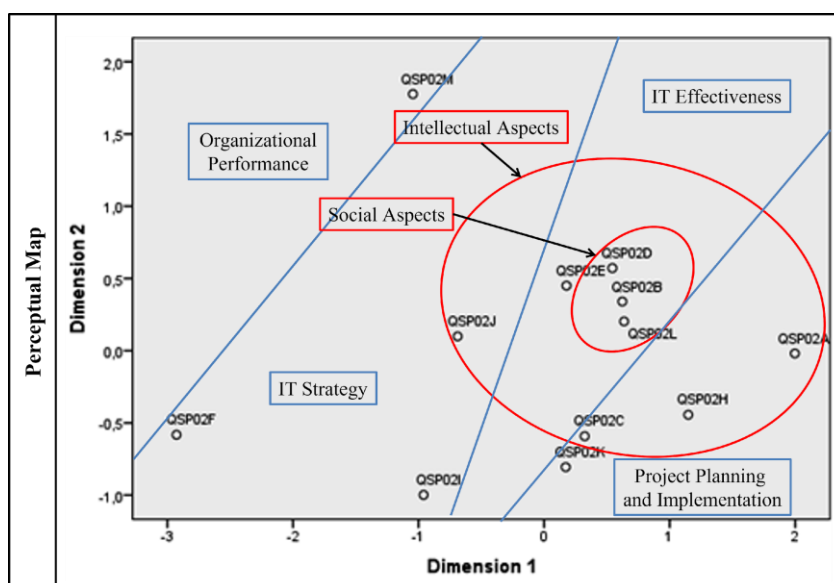 Perceptual Map
Dimension 2
2,0
1,5
1,0
0,5
0,0
-0,5
-1,0
QSP02M
IT Effectiveness
Intellectual Aspects
Organizational
Performance
Social Aspects
QSP02D
QSP02E
QSP02B
QSP02J
QSP02L
QSP02A
IT Strategy
QSP02H
QSP02F
QSP02C
QSP02K
QSP02I
Project Planning
and Implementation
-3
-2
-1
0
1
2
Dimension 1